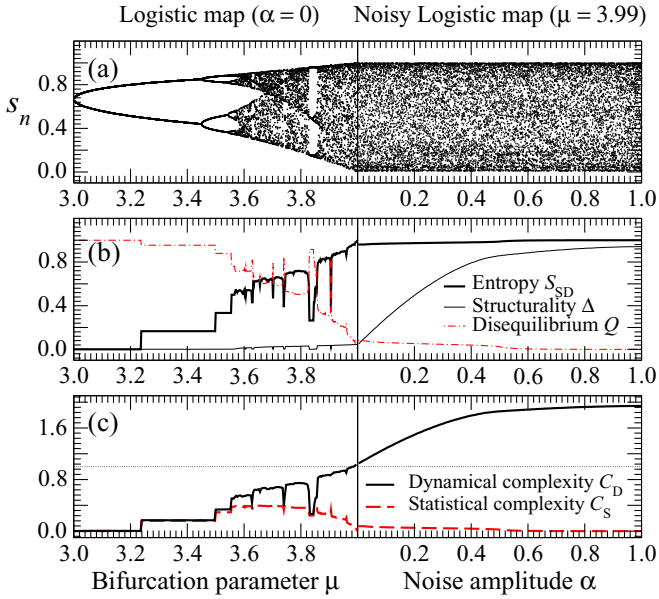 Logistic map (α = 0) Noisy Logistic map (μ = 3.99)
(a)
s_n
0.8
0.4
0.0
3.0 3.2 3.4 3.6 3.8 0.2 0.4 0.6 0.8 1.0
(b)
0.8
0.4
0.0
Entropy S_SD
Structurality Δ
Disequilibrium Q
3.0 3.2 3.4 3.6 3.8 0.2 0.4 0.6 0.8 1.0
(c)
1.6
0.8
0.0
Dynamical complexity C_D
Statistical complexity C_S
3.0 3.2 3.4 3.6 3.8 4.0 0.2 0.4 0.6 0.8 1.0
Bifurcation parameter μ Noise amplitude α